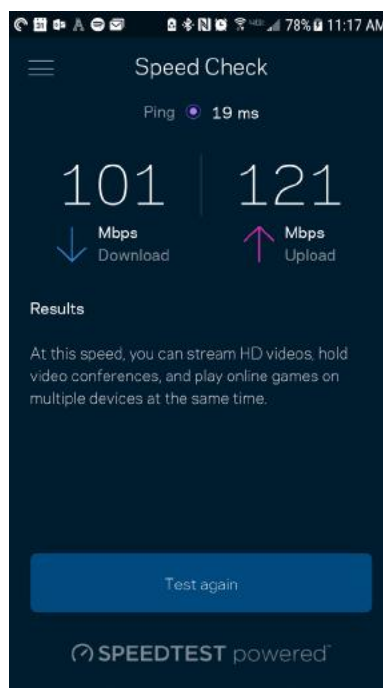 78% 11:17 AM
Speed Check
Ping 19 ms
101 121
Mbps Mbps
Download Upload
Results
At this speed, you can stream HD videos, hold
video conferences, and play online games on
multiple devices at the same time.
Test again
SPEEDTEST powered™